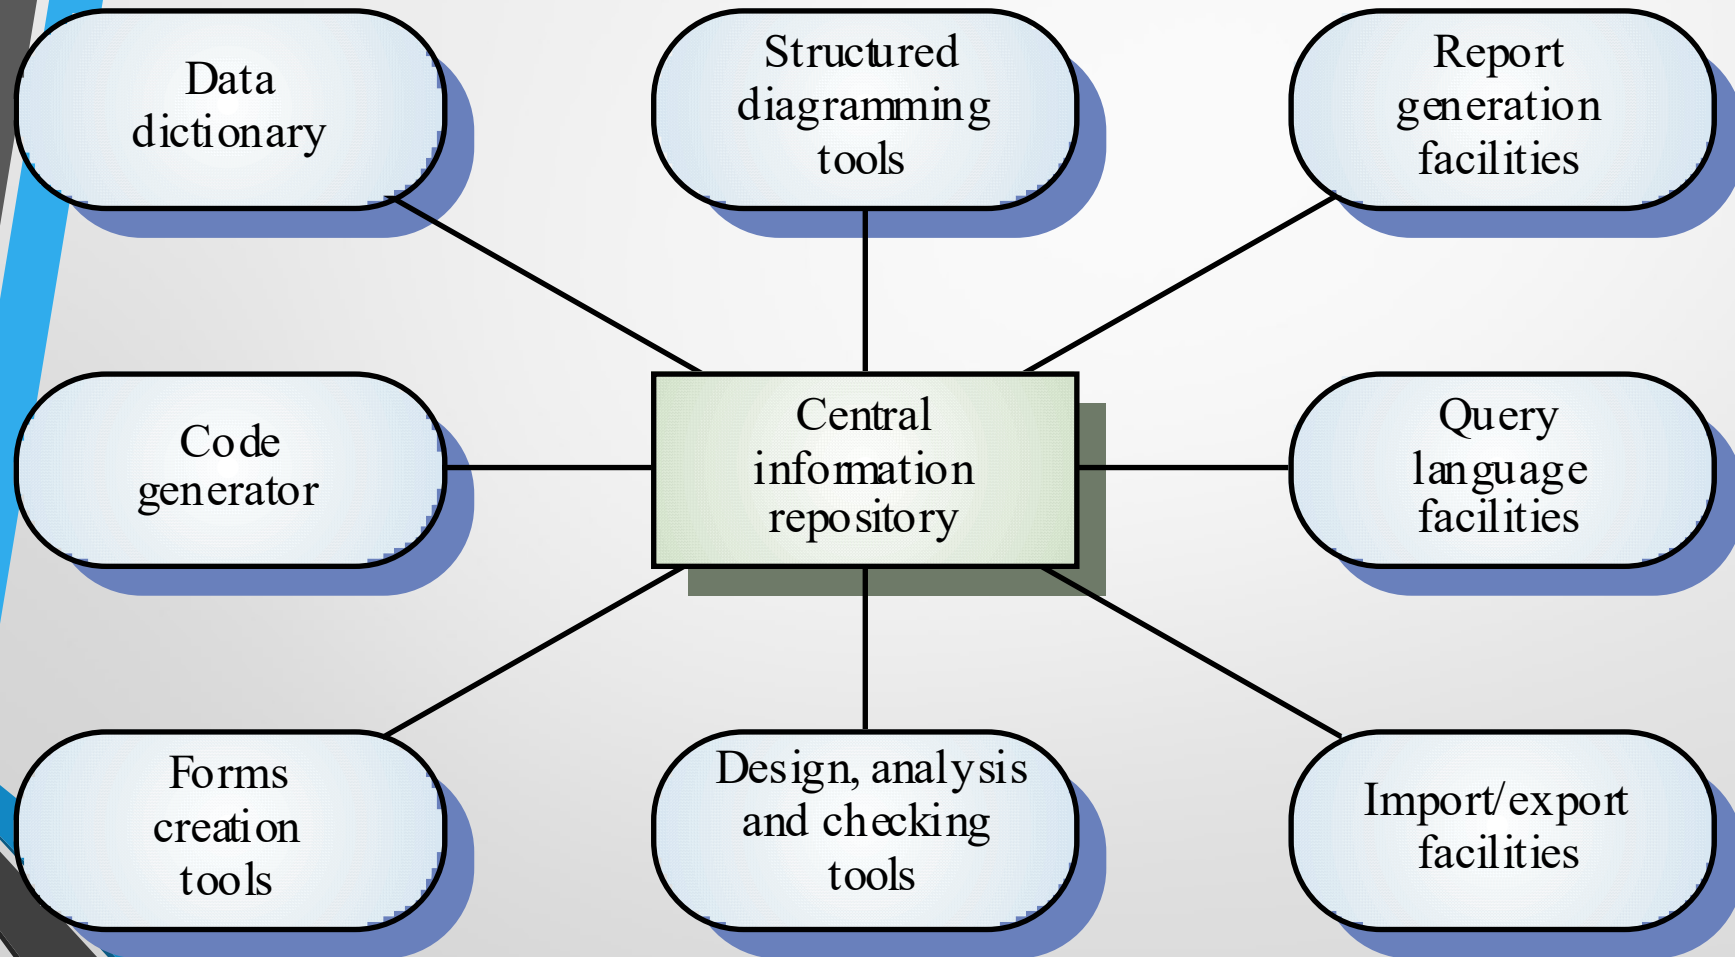 Data
dictionary
Structured
diagramming
tools
Report
generation
facilities
Code
generator
Central
information
repository
Query
language
facilities
Forms
creation
tools
Design, analysis
and checking
tools
Import/export
facilities